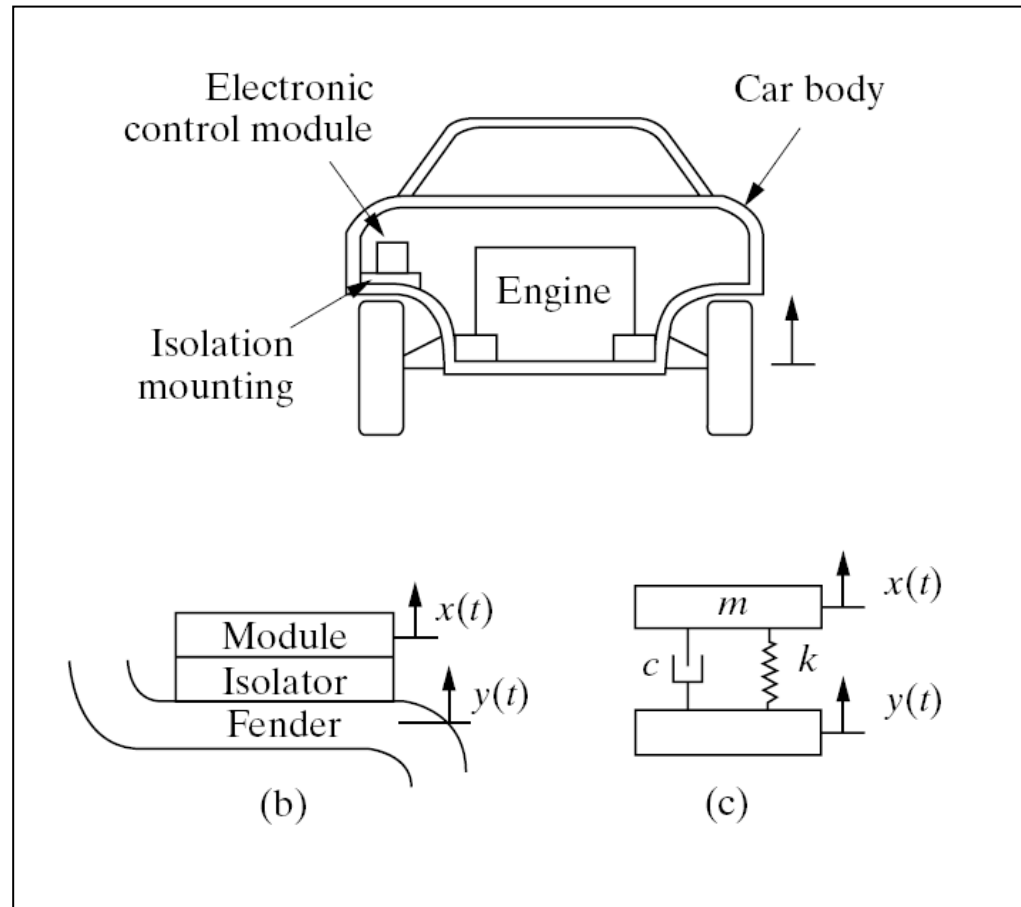 Electronic
control module
Car body
Engine
Isolation
mounting
x(t)
Module
Isolator
y(t)
Fender
(b)
x(t)
m
c
k
y(t)
(c)